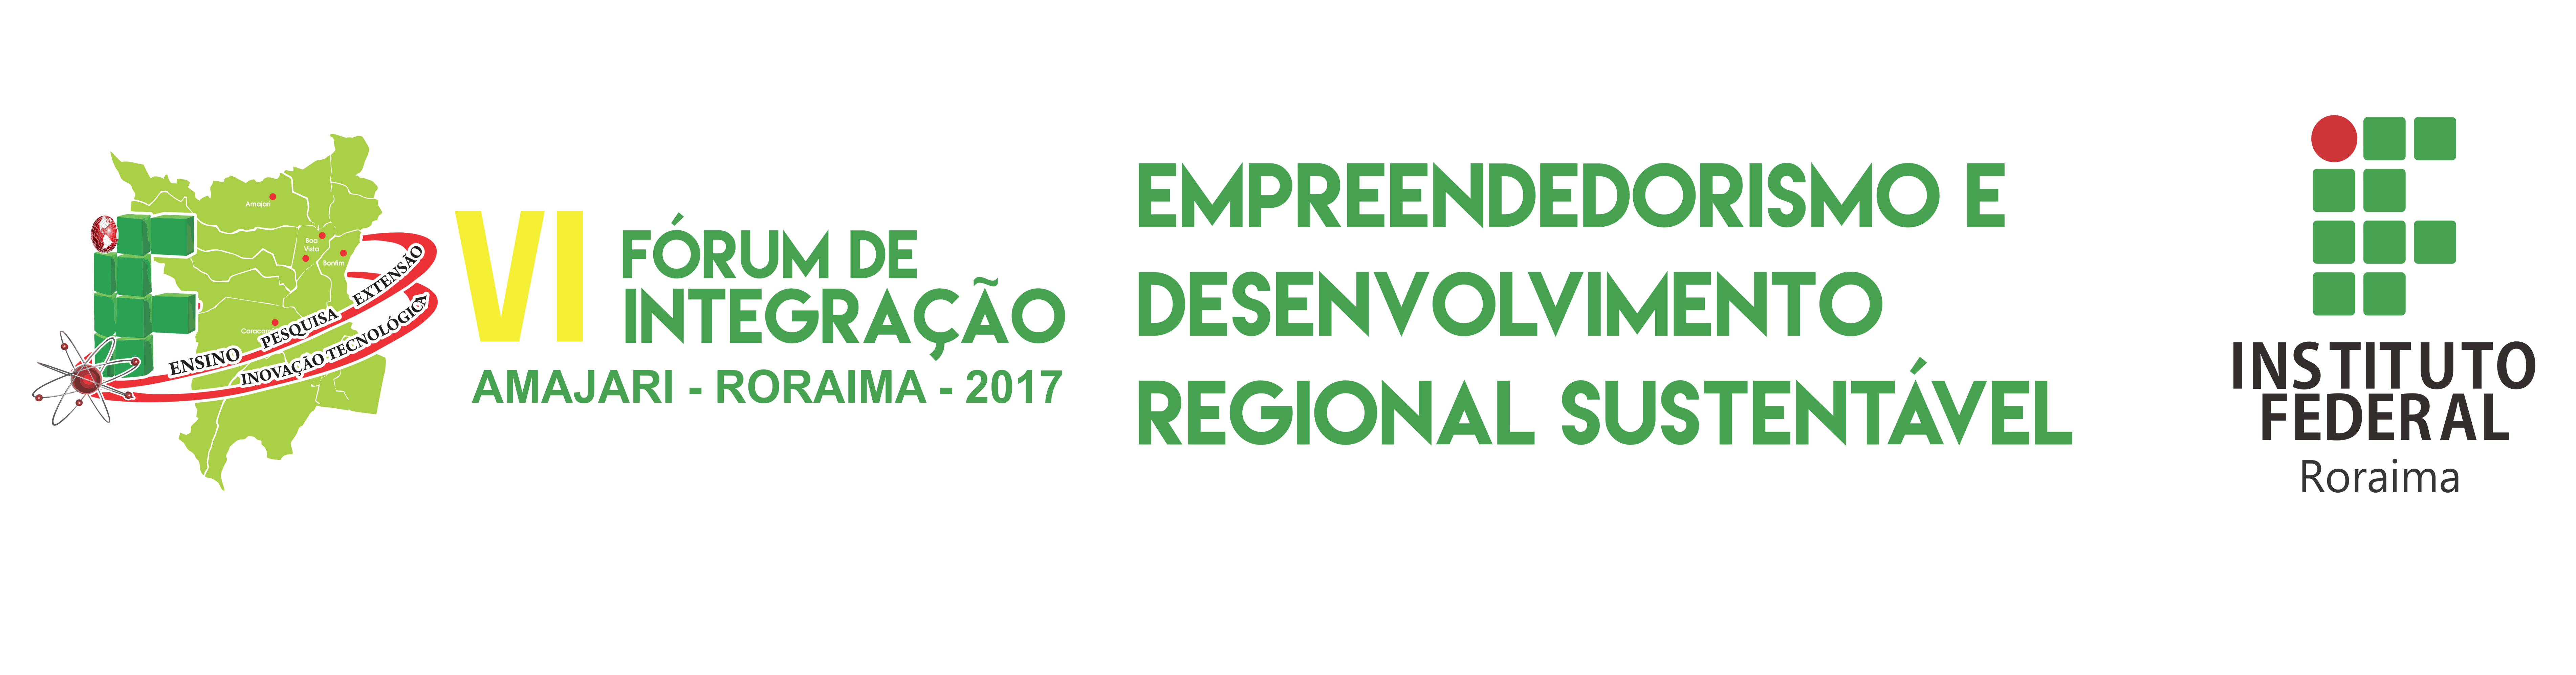 Amajari
Boa
Vista
Bonfim
ENSINO PESQUISA EXTENSÃO
INOVAÇÃO TECNOLÓGICA
VI
FÓRUM DE
INTEGRAÇÃO
AMAJARI - RORAIMA - 2017
EMPREENDEDORISMO E
DESENVOLVIMENTO
REGIONAL SUSTENTÁVEL
INSTITUTO
FEDERAL
Roraima